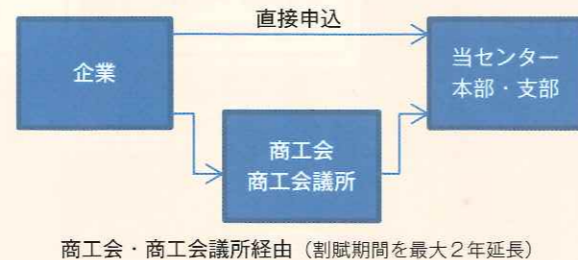 直接申込
企業
当センター
本部・支部
商工会
商工会議所
商工会・商工会議所経由（割賦期間を最大２年延長）